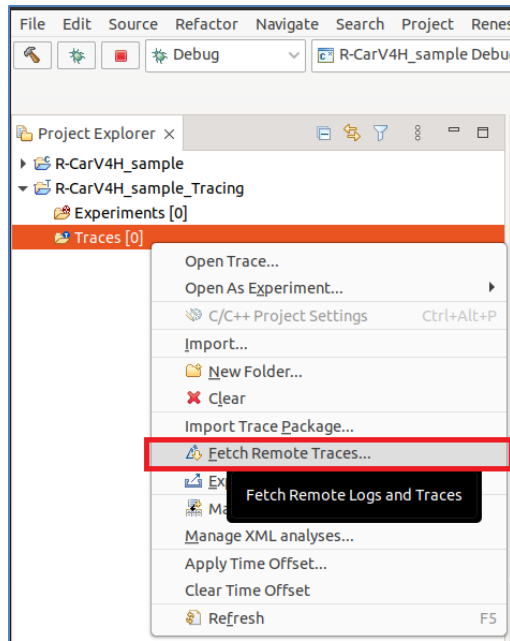 File Edit Source Refactor Navigate Search Project Renes
Debug R-CarV4H_sample Debu
Project Explorer
R-CarV4H_sample
R-CarV4H_sample_Tracing
Experiments [0]
Traces [0]
Open Trace...
Open As Experiment...
C/C++ Project Settings Ctrl+Alt+P
Import...
New Folder...
Clear
Import Trace Package...
Fetch Remote Traces...
Ex
Fetch Remote Logs and Traces
Ma
Manage XML analyses...
Apply Time Offset...
Clear Time Offset
Refresh F5